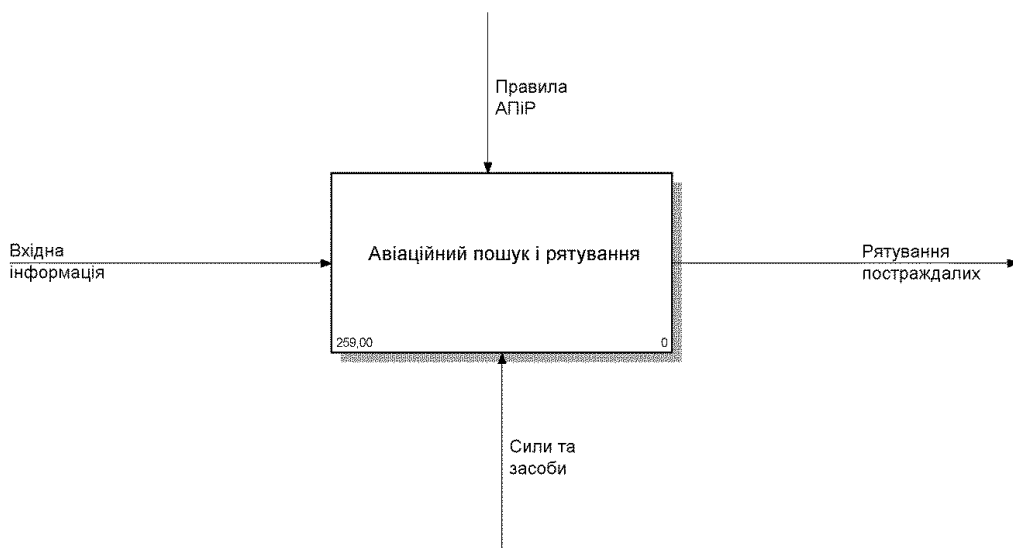 Правила
АПіР
Вхідна
інформація
Авіаційний пошук і рятування
Рятування
постраждалих
259,00
0
Сили та
засоби